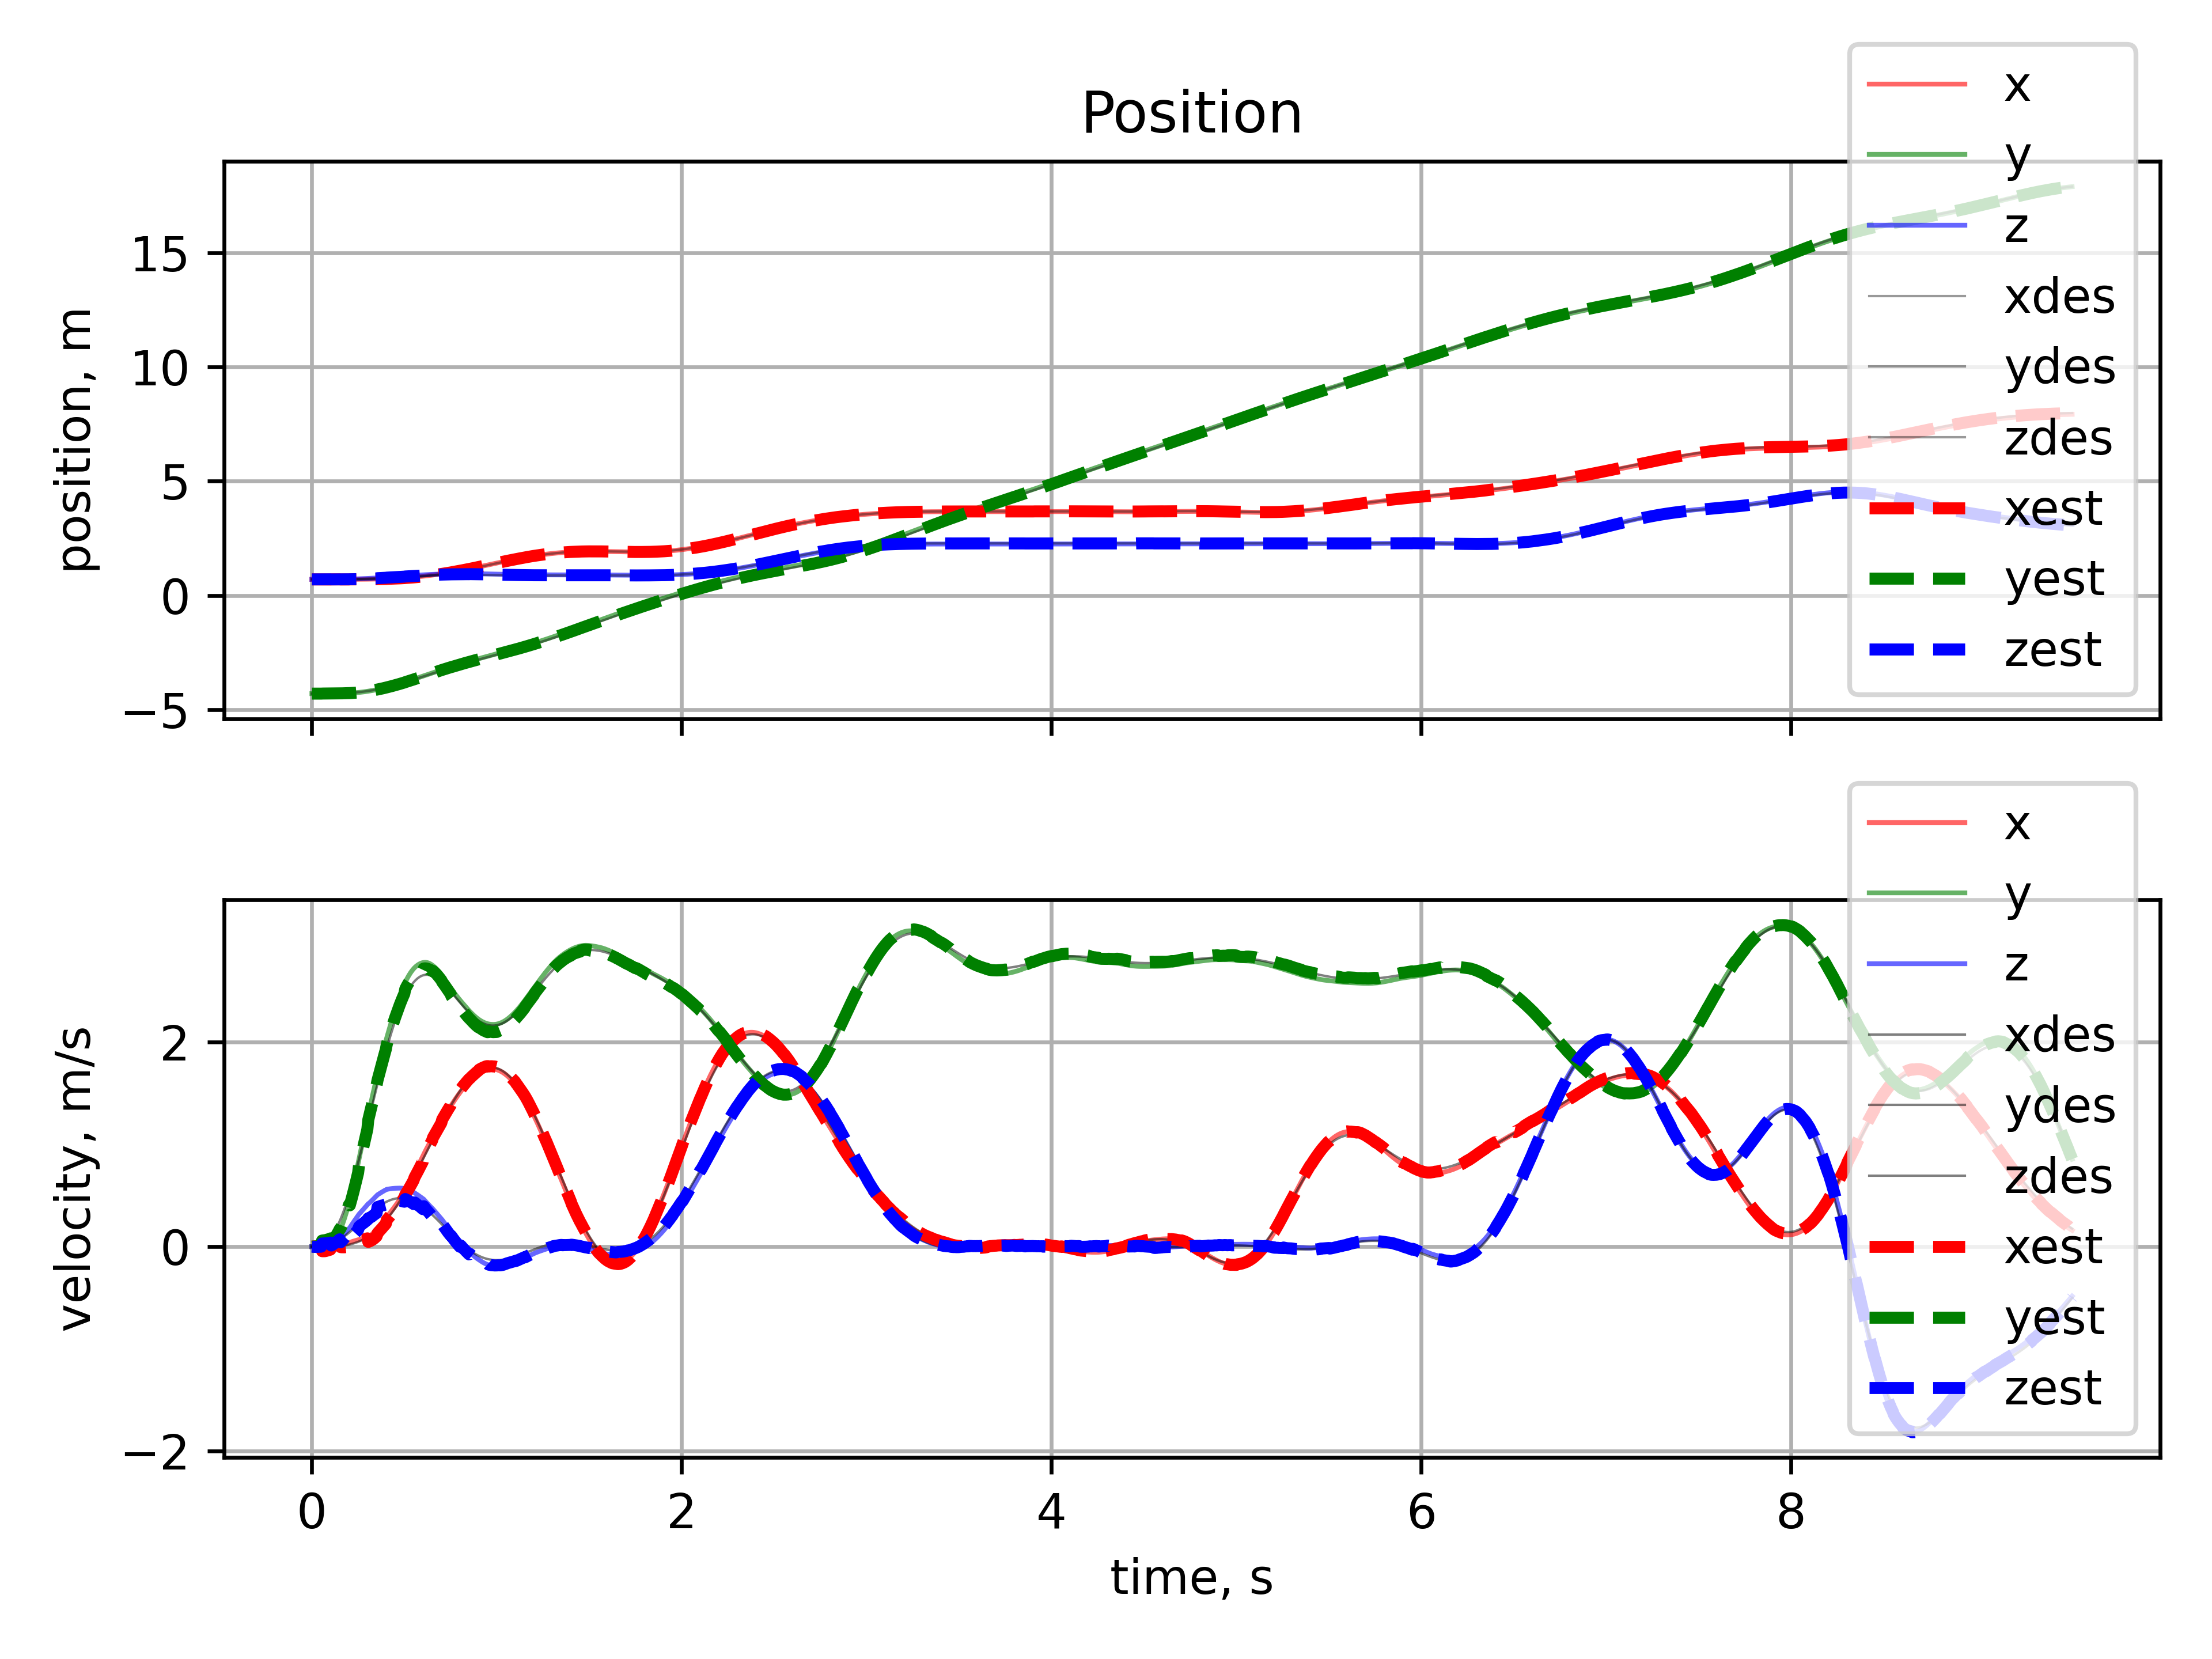 Position
position, m
15
10
5
0
−5
x
y
z
xdes
ydes
zdes
xest
yest
zest
velocity, m/s
2
0
−2
x
y
z
xdes
ydes
zdes
xest
yest
zest
0 2 4 6 8
time, s